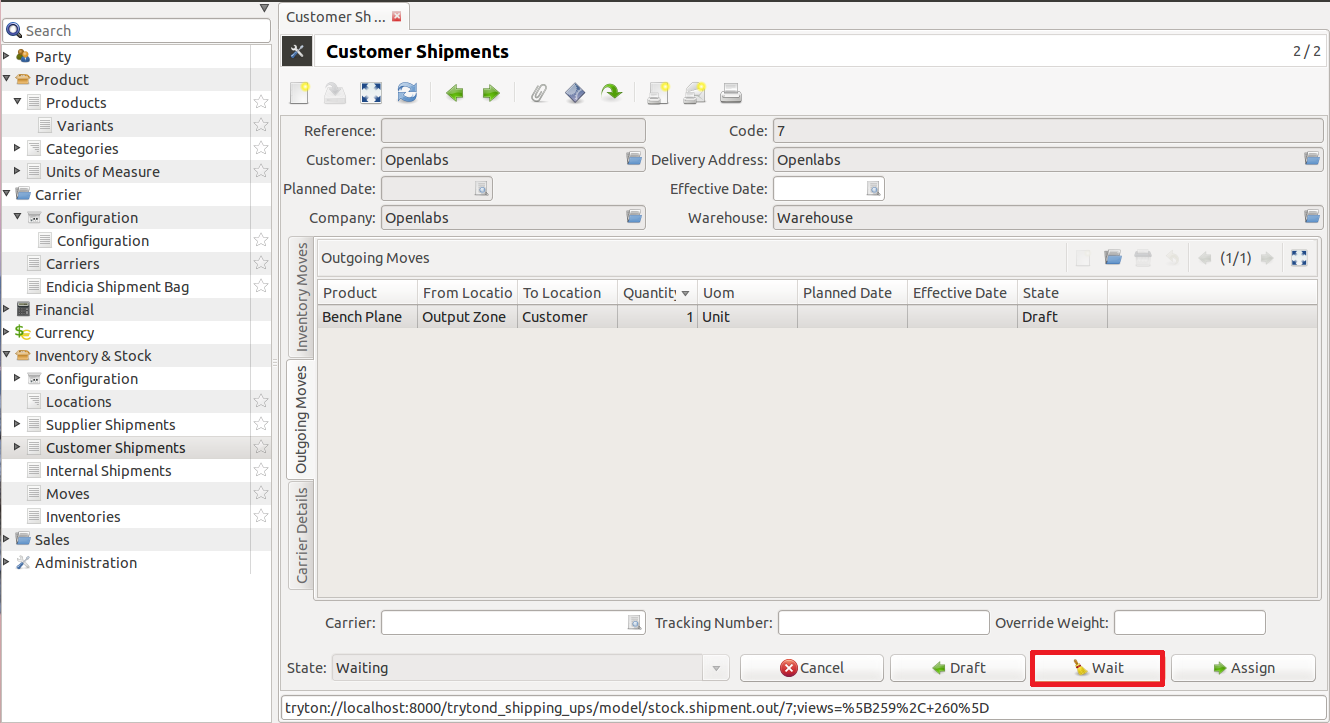 Customer Sh ...
Search
Party
Product
Products
Variants
Categories
Units of Measure
Carrier
Configuration
Configuration
Carriers
Endicia Shipment Bag
Financial
Currency
Inventory & Stock
Configuration
Locations
Supplier Shipments
Customer Shipments
Internal Shipments
Moves
Inventories
Sales
Administration
Customer Shipments 2 / 2
Reference: Code: 7
Customer: Openlabs Delivery Address: Openlabs
Planned Date: Effective Date:
Company: Openlabs Warehouse: Warehouse
Inventory Moves
Outgoing Moves
Carrier Details
Outgoing Moves (1/1)
Product From Locatio To Location Quantity Uom Planned Date Effective Date State
Bench Plane Output Zone Customer 1 Unit Draft
Carrier: Tracking Number: Override Weight:
State: Waiting Cancel Draft Wait Assign
tryton://localhost:8000/trytond_shipping_ups/model/stock.shipment.out/7;views=%5B259%2C+260%5D